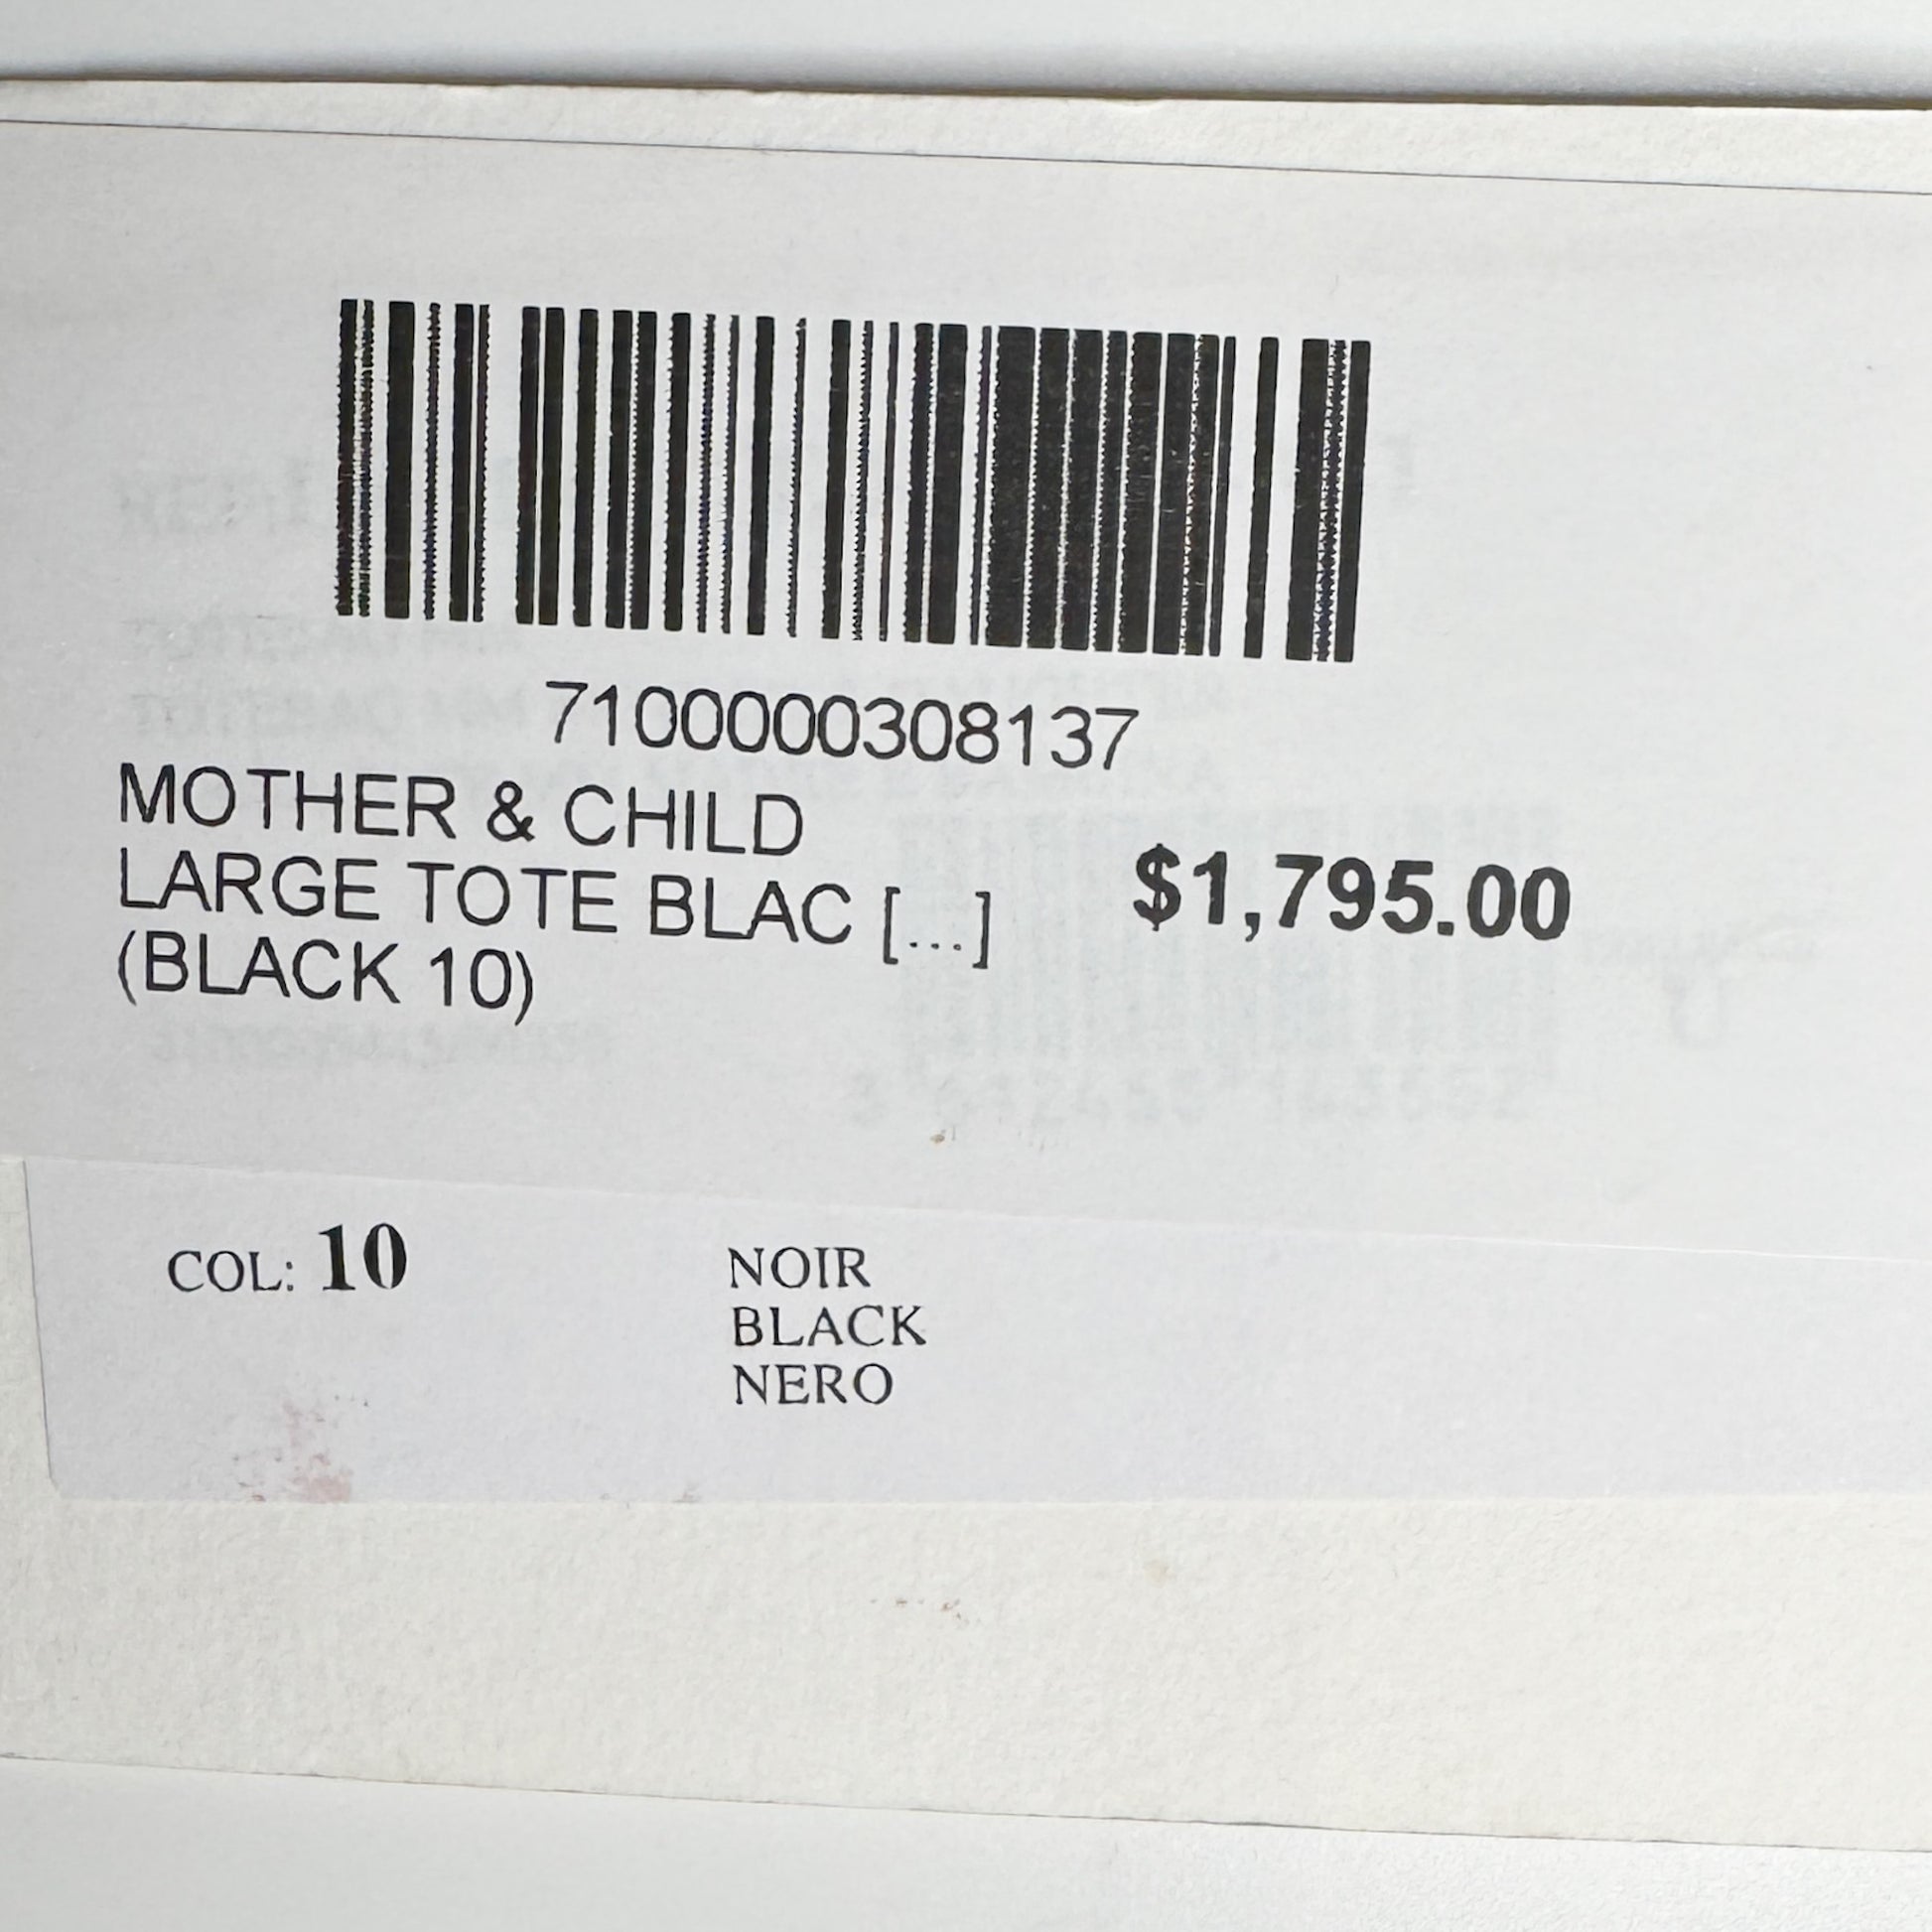 7100000308137
MOTHER & CHILD
LARGE TOTE BLAC [...]
$1,795.00
(BLACK 10)
COL: 10
NOIR
BLACK
NERO